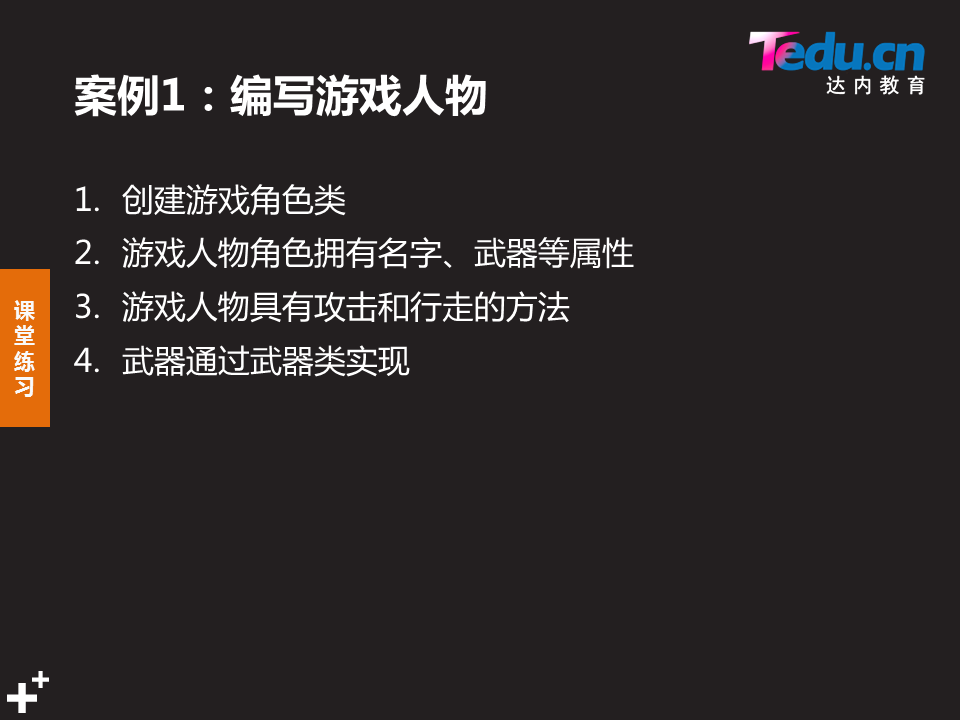 Tedu.cn
达内教育
案例1：编写游戏人物
1. 创建游戏角色类
2. 游戏人物角色拥有名字、武器等属性
3. 游戏人物具有攻击和行走的方法
4. 武器通过武器类实现
课
堂
练
习